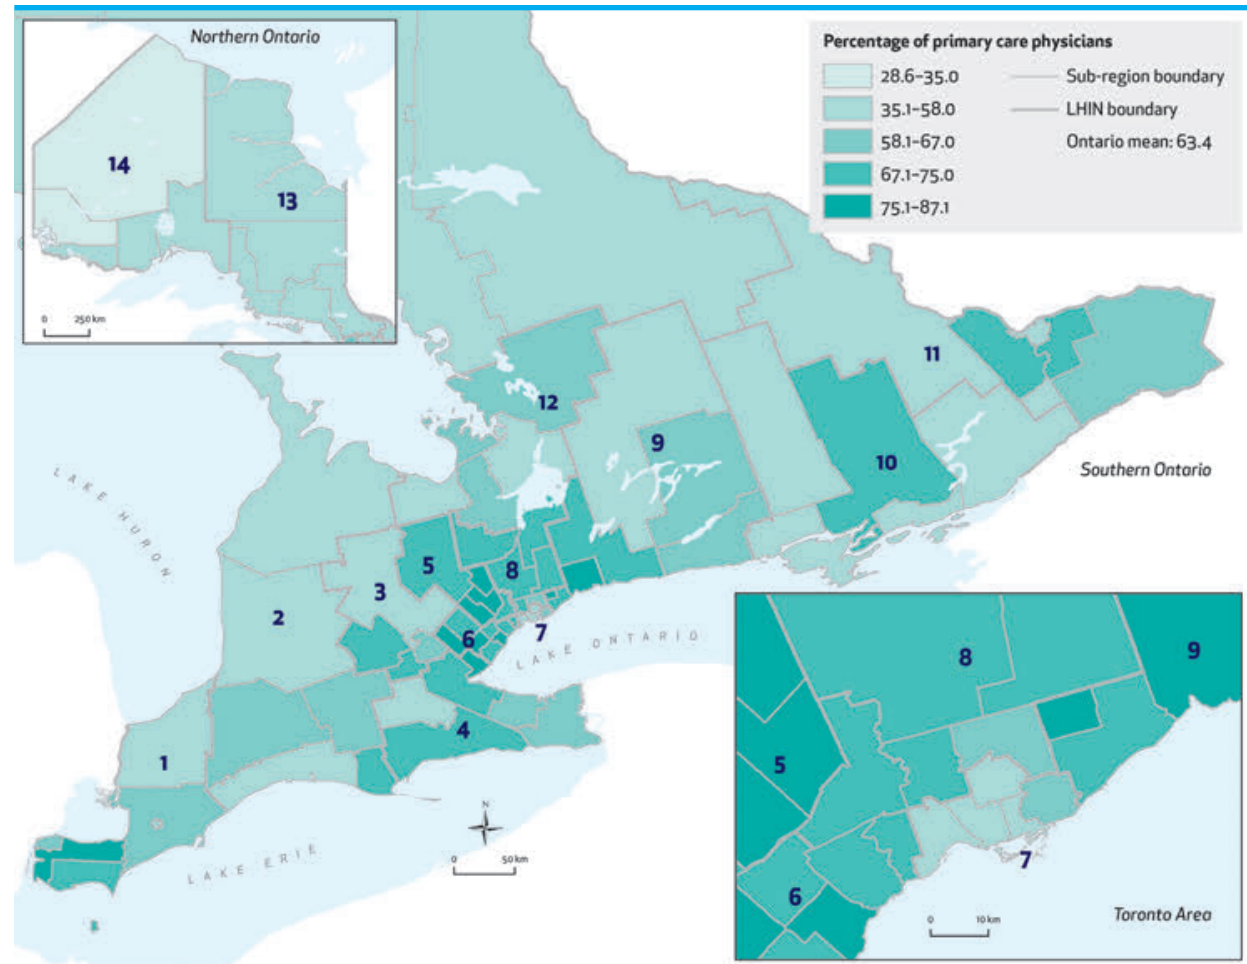 Northern Ontario
14
13
0 250 km
Percentage of primary care physicians
28.6–35.0
35.1–58.0
58.1–67.0
67.1–75.0
75.1–87.1
Sub-region boundary
LHIN boundary
Ontario mean: 63.4
11
12
9
10
Southern Ontario
LAKE HURON
5
8
3
2
6
7
LAKE ONTARIO
4
1
N
0 50 km
LAKE ERIE
8
9
5
7
6
0 10 km
Toronto Area